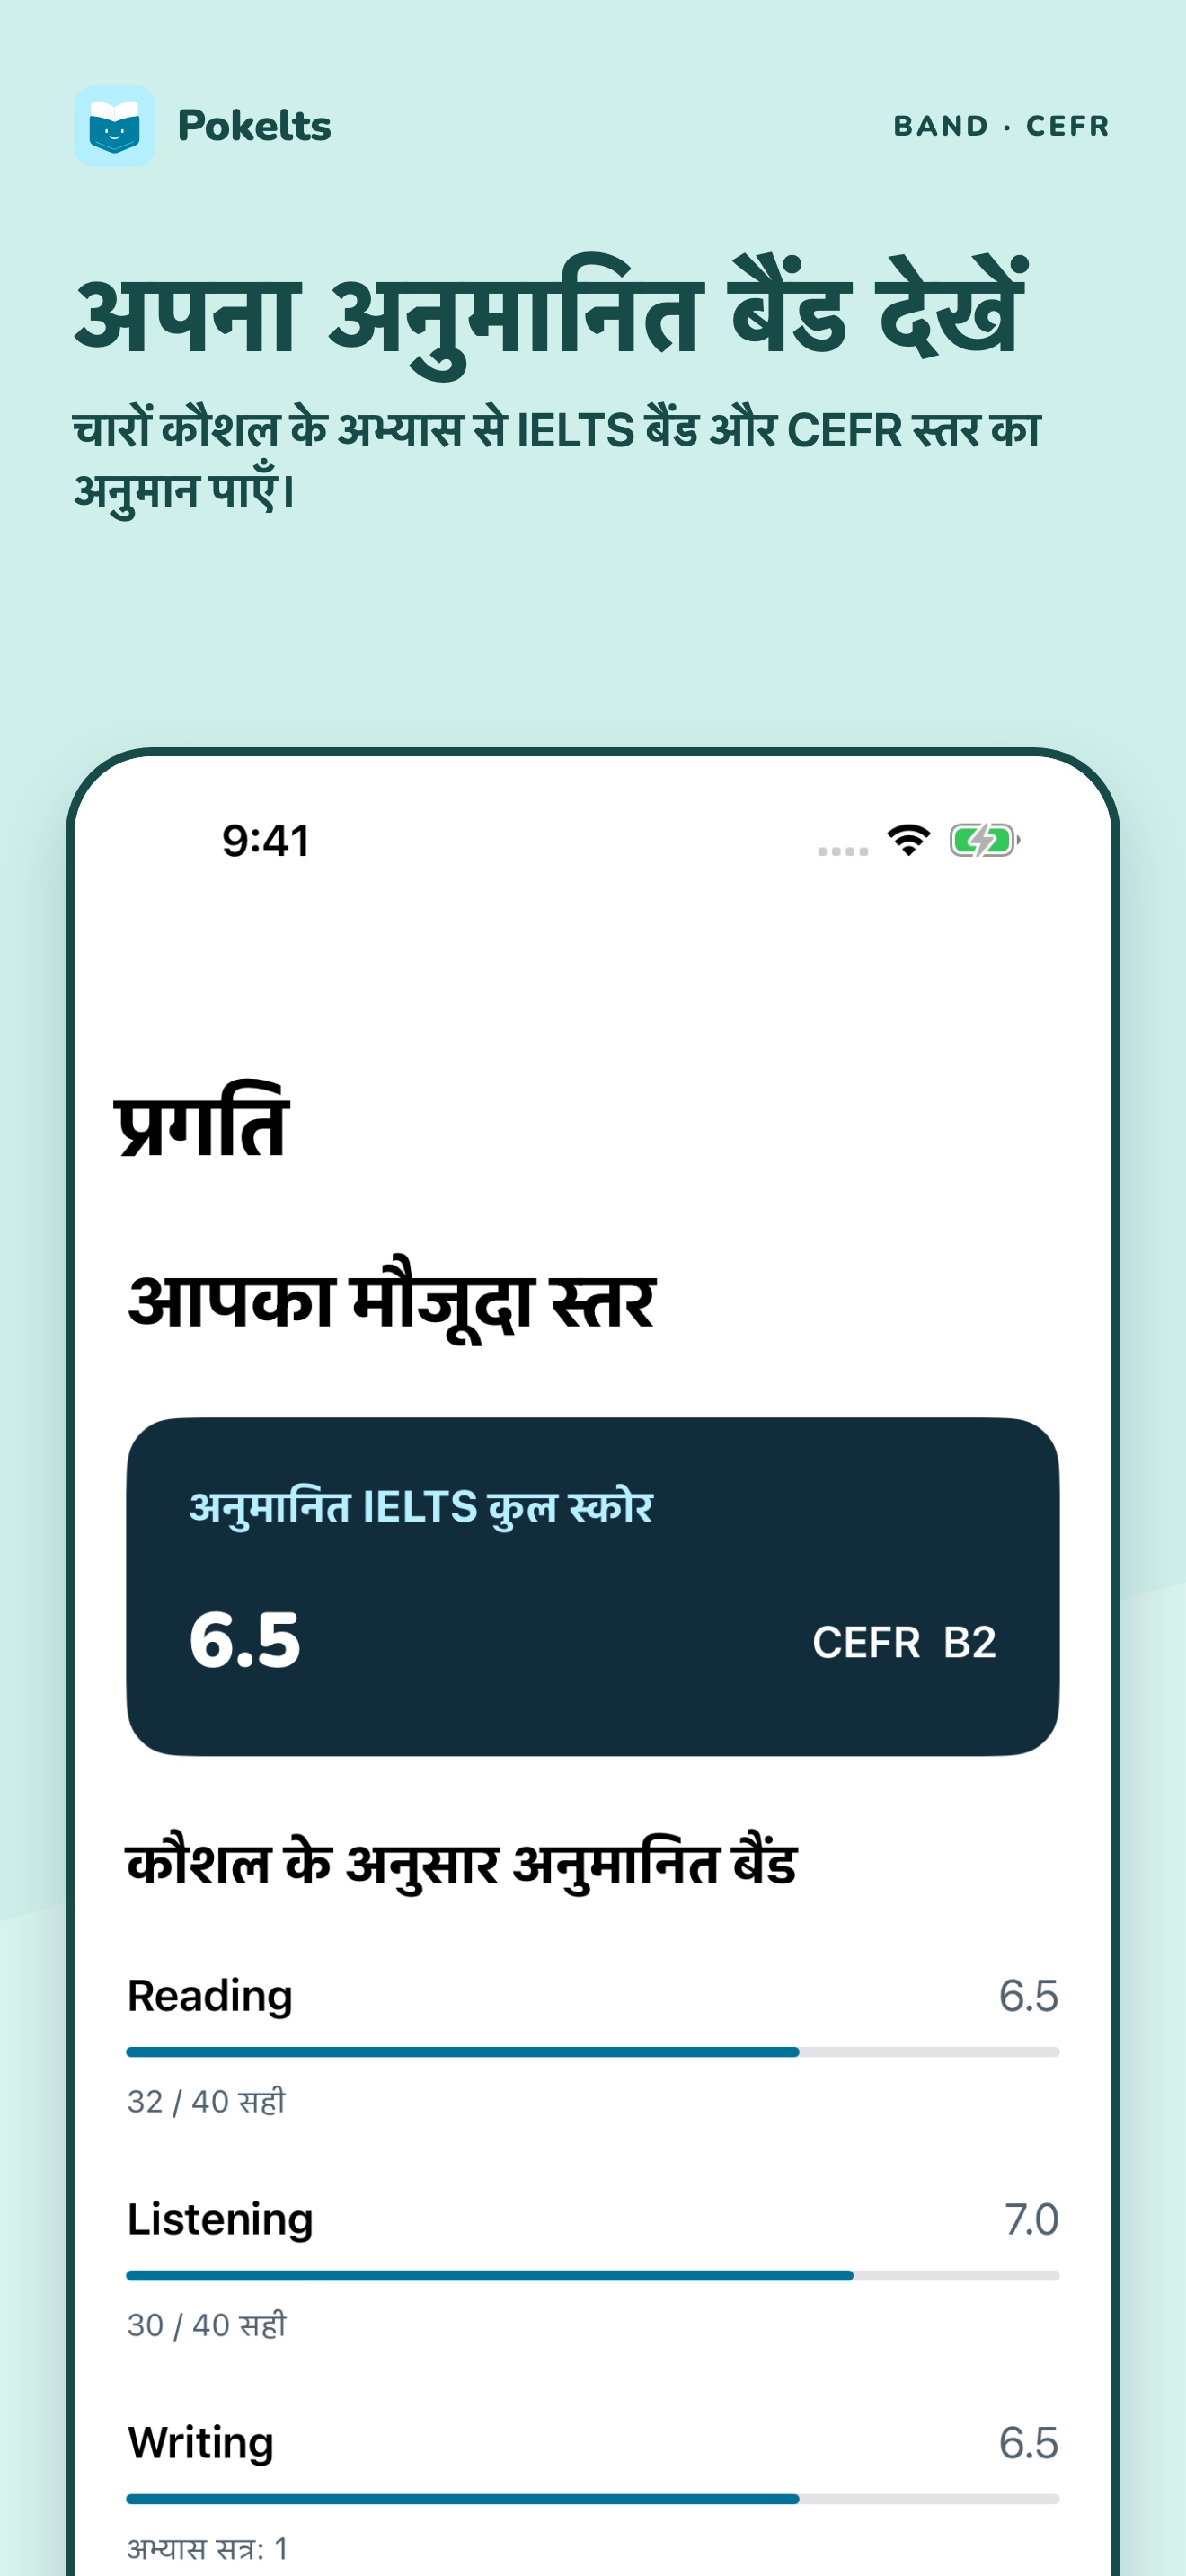 Pokelts
BAND · CEFR
अपना अनुमानित बैंड देखें
चारों कौशल के अभ्यास से IELTS बैंड और CEFR स्तर का
अनुमान पाएँ।
9:41
प्रगति
आपका मौजूदा स्तर
अनुमानित IELTS कुल स्कोर
6.5
CEFR B2
कौशल के अनुसार अनुमानित बैंड
Reading
6.5
32 / 40 सही
Listening
7.0
30 / 40 सही
Writing
6.5
अभ्यास सत्र: 1